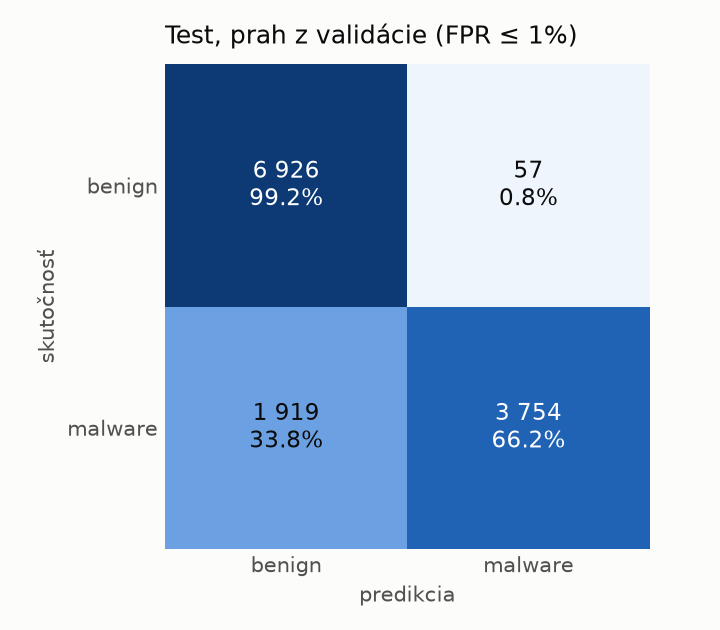 Test, prah z validácie (FPR ≤ 1%)
skutočnosť
benign
6 926
99.2%
57
0.8%
malware
1 919
33.8%
3 754
66.2%
benign
malware
predikcia